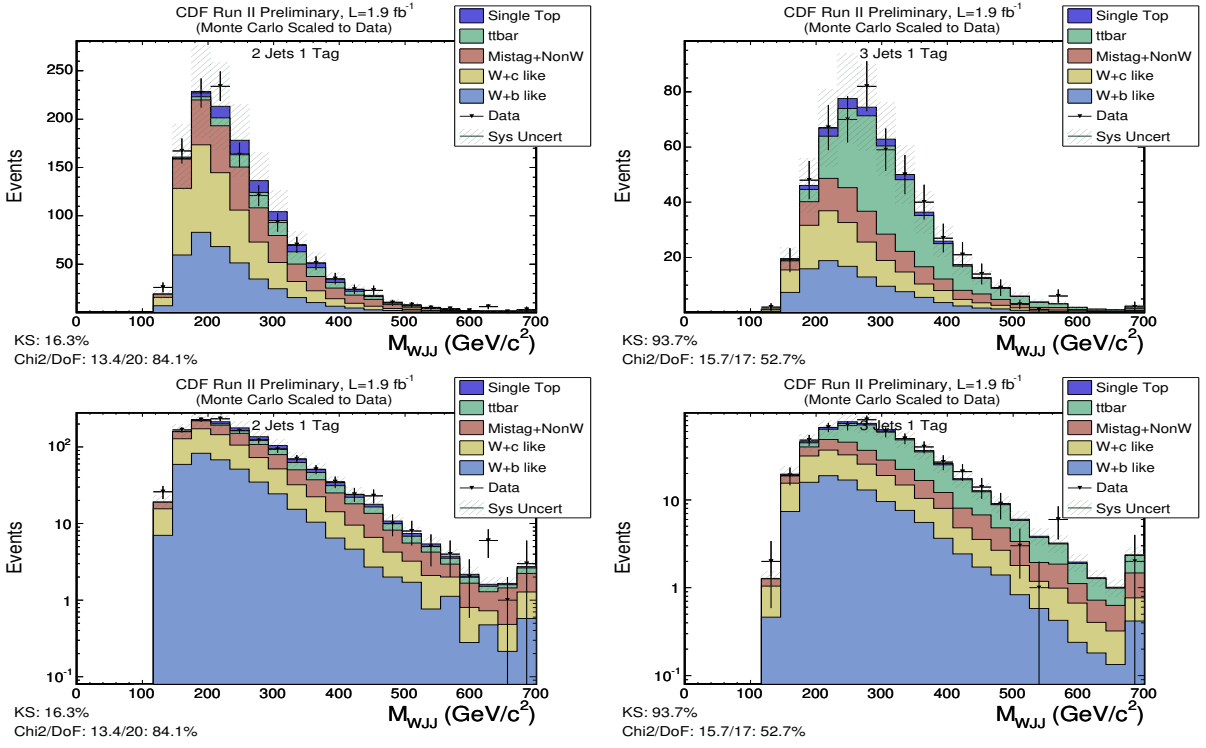 CDF Run II Preliminary, L=1.9 fb⁻¹
(Monte Carlo Scaled to Data)
2 Jets 1 Tag
Single Top
ttbar
Mistag+NonW
W+c like
W+b like
Data
Sys Uncert
Events
250
200
150
100
50
0 100 200 300 400 500 600 700
M_WJJ (GeV/c²)
KS: 16.3%
Chi2/DoF: 13.4/20: 84.1%
CDF Run II Preliminary, L=1.9 fb⁻¹
(Monte Carlo Scaled to Data)
3 Jets 1 Tag
Single Top
ttbar
Mistag+NonW
W+c like
W+b like
Data
Sys Uncert
Events
80
60
40
20
0 100 200 300 400 500 600 700
M_WJJ (GeV/c²)
KS: 93.7%
Chi2/DoF: 15.7/17: 52.7%
CDF Run II Preliminary, L=1.9 fb⁻¹
(Monte Carlo Scaled to Data)
2 Jets 1 Tag
Single Top
ttbar
Mistag+NonW
W+c like
W+b like
Data
Sys Uncert
Events
10²
10
1
10⁻¹
0 100 200 300 400 500 600 700
M_WJJ (GeV/c²)
KS: 16.3%
Chi2/DoF: 13.4/20: 84.1%
CDF Run II Preliminary, L=1.9 fb⁻¹
(Monte Carlo Scaled to Data)
3 Jets 1 Tag
Single Top
ttbar
Mistag+NonW
W+c like
W+b like
Data
Sys Uncert
Events
10
1
10⁻¹
0 100 200 300 400 500 600 700
M_WJJ (GeV/c²)
KS: 93.7%
Chi2/DoF: 15.7/17: 52.7%